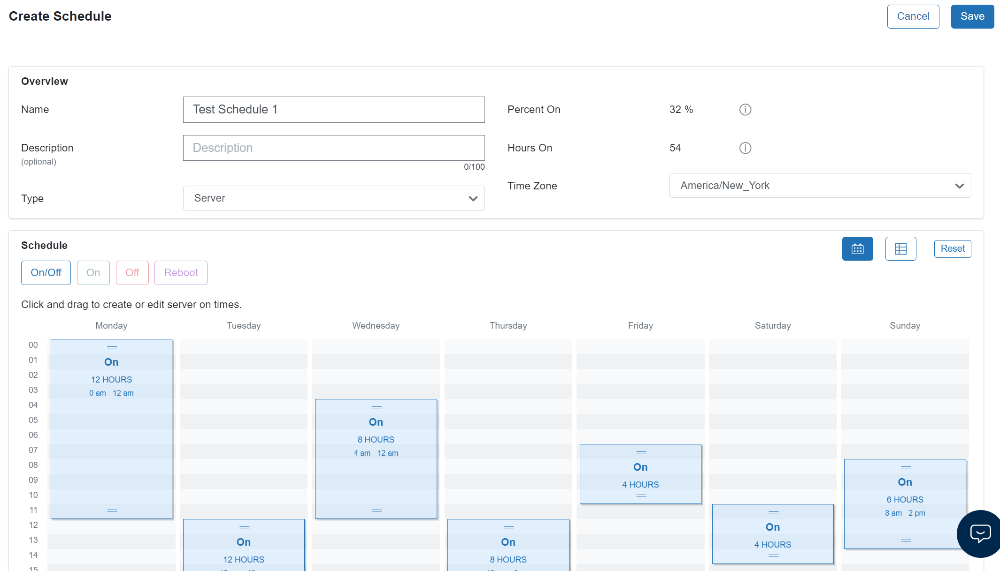 Create Schedule
Cancel
Save
Overview
Name
Test Schedule 1
Percent On
32 %
Description
(optional)
Description
0/100
Hours On
54
Type
Server
Time Zone
America/New_York
Schedule
Reset
On/Off
On
Off
Reboot
Click and drag to create or edit server on times.
Monday
Tuesday
Wednesday
Thursday
Friday
Saturday
Sunday
00
01
02
03
04
05
06
07
08
09
10
11
12
13
14
15
On
12 HOURS
0 am - 12 am
On
12 HOURS
On
8 HOURS
4 am - 12 am
On
8 HOURS
On
4 HOURS
On
4 HOURS
On
6 HOURS
8 am - 2 pm